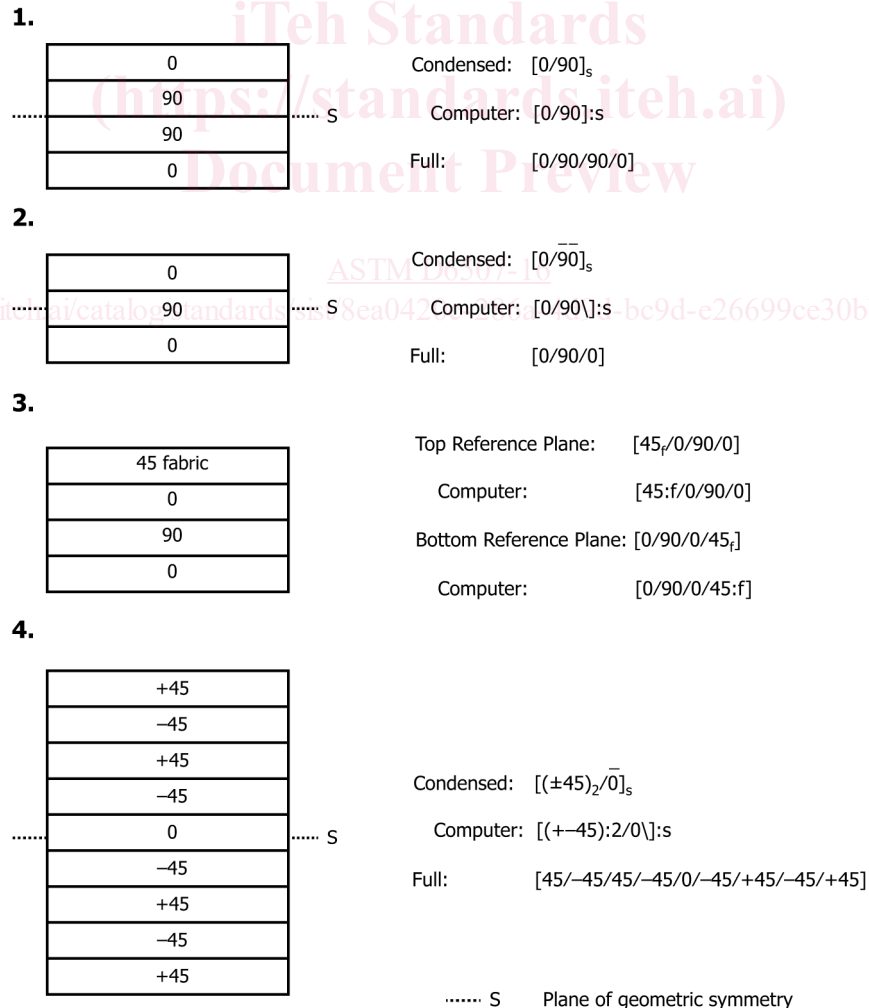 iTeh Standards
(https://standards.iteh.ai)
Document Preview
ASTM D6507-16
1.
0
90
90
0
S
Condensed: [0/90]ₛ
Computer: [0/90]:s
Full: [0/90/90/0]
2.
0
90
0
S
Condensed: [0/9̅0̅]ₛ
Computer: [0/90\]:s
Full: [0/90/0]
3.
45 fabric
0
90
0
Top Reference Plane: [45f/0/90/0]
Computer: [45:f/0/90/0]
Bottom Reference Plane: [0/90/0/45f]
Computer: [0/90/0/45:f]
4.
+45
–45
+45
–45
0
–45
+45
–45
+45
S
Condensed: [(±45)₂/0̅]ₛ
Computer: [(+–45):2/0\]:s
Full: [45/–45/45/–45/0/–45/+45/–45/+45]
S Plane of geometric symmetry